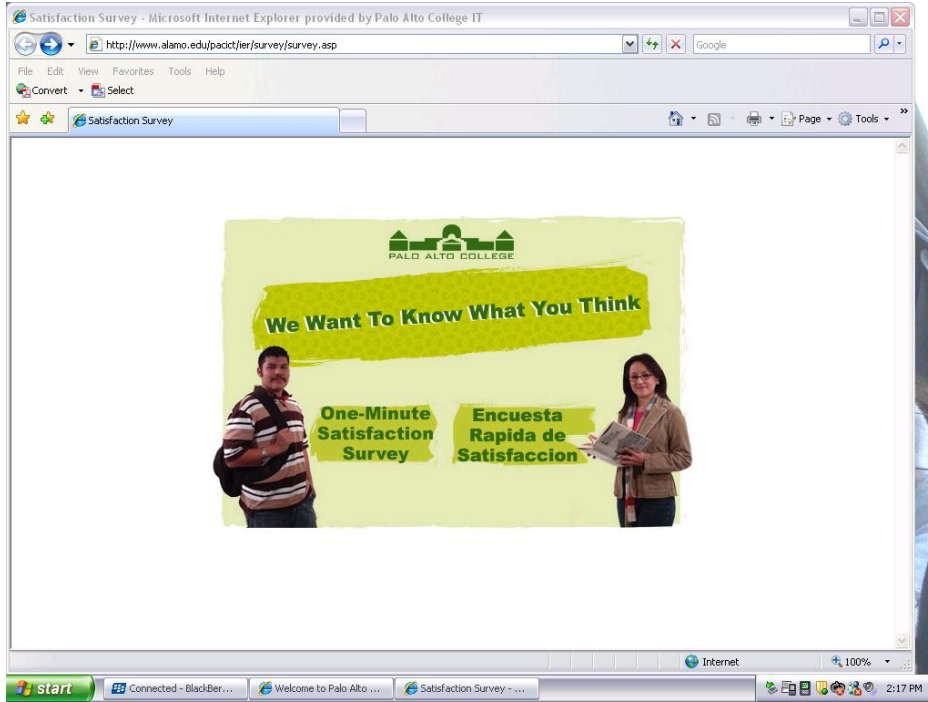 Satisfaction Survey - Microsoft Internet Explorer provided by Palo Alto College IT
http://www.alamo.edu/pacict/ier/survey/survey.asp
Google
File Edit View Favorites Tools Help
Convert Select
Satisfaction Survey
Page Tools
PALO ALTO COLLEGE
We Want To Know What You Think
One-Minute
Satisfaction
Survey
Encuesta
Rapida de
Satisfaccion
Internet
100%
start
Connected - BlackBer...
Welcome to Palo Alto ...
Satisfaction Survey - ...
2:17 PM